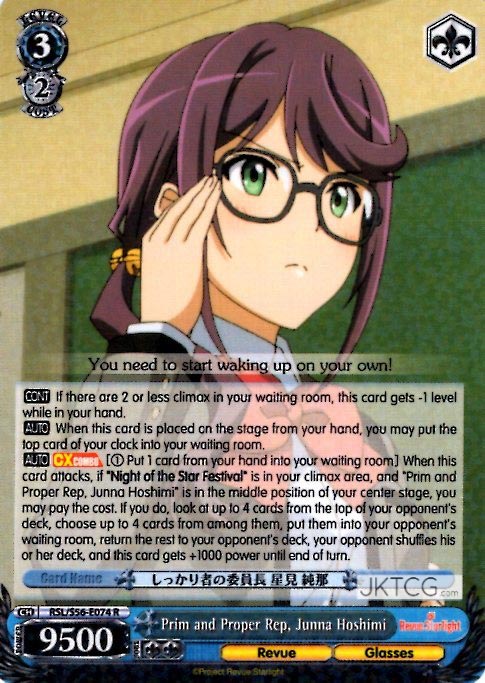 LEVEL
3
2
COST
You need to start waking up on your own!
CONT If there are 2 or less climax in your waiting room, this card gets -1 level
while in your hand.
AUTO When this card is placed on the stage from your hand, you may put
the top card of your clock into your waiting room.
AUTO CXCOMBO [① Put 1 card from your hand into your waiting room] When this
card attacks, if "Night of the Star Festival" is in your climax area, and "Prim and
Proper Rep, Junna Hoshimi" is in the middle position of your center stage, you
may pay the cost. If you do, look at up to 4 cards from the top of your opponent's
deck, choose up to 4 cards from among them, put them into your opponent's
waiting room, return the rest to your opponent's deck, your opponent shuffles his
or her deck, and this card gets +1000 power until end of turn.
Card Name
しっかり者の委員長 星見 純那
JKTCG.com
RSL/S56-E074 R
9500
Prim and Proper Rep, Junna Hoshimi
Revue Starlight
Revue
Glasses
©Project Revue Starlight